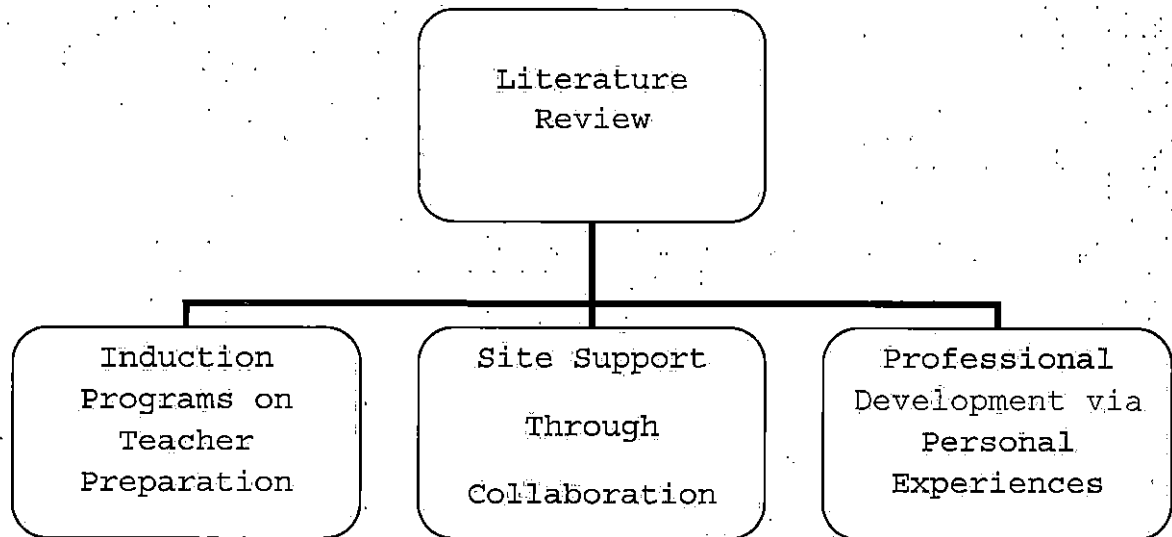 Literature
Review
Induction
Programs on
Teacher
Preparation
Site Support
Through
Collaboration
Professional
Development via
Personal
Experiences